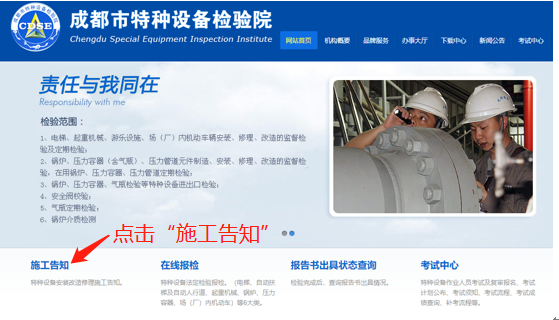 CDSEI
成都市特种设备检验院
Chengdu Special Equipment Inspection Institute
网站首页 机构概要 品牌服务 办事大厅 下载中心 新闻公告 考试中心
责任与我同在
Responsibility with me
检验范围：
1、电梯、起重机械、游乐设施、场（厂）内机动车辆安装、修理、改造的监督检
验及定期检验；
2、锅炉、压力容器（含气瓶）、压力管道元件制造、安装、修理、改造的监督检
验，在用锅炉、压力容器、压力管道定期检验；
3、锅炉、压力容器、气瓶检验等特种设备进出口检验；
4、安全阀校验；
5、气瓶定期检验；
6、锅炉介质检测
点击“施工告知”
施工告知 在线报检 报告书出具状态查询 考试中心
特种设备安装改造修理施工告知。
特种设备法定检验报检。（电梯、自动扶
梯及自动人行道、起重机械、锅炉、压力
容器、场（厂）内机动车）等6大类。
检验完成后，查询报告书出具情况。
特种设备作业人员考试及复审报名、考试
计划公布、考试须知、考试流程、考试成
绩查询、补考流程等。